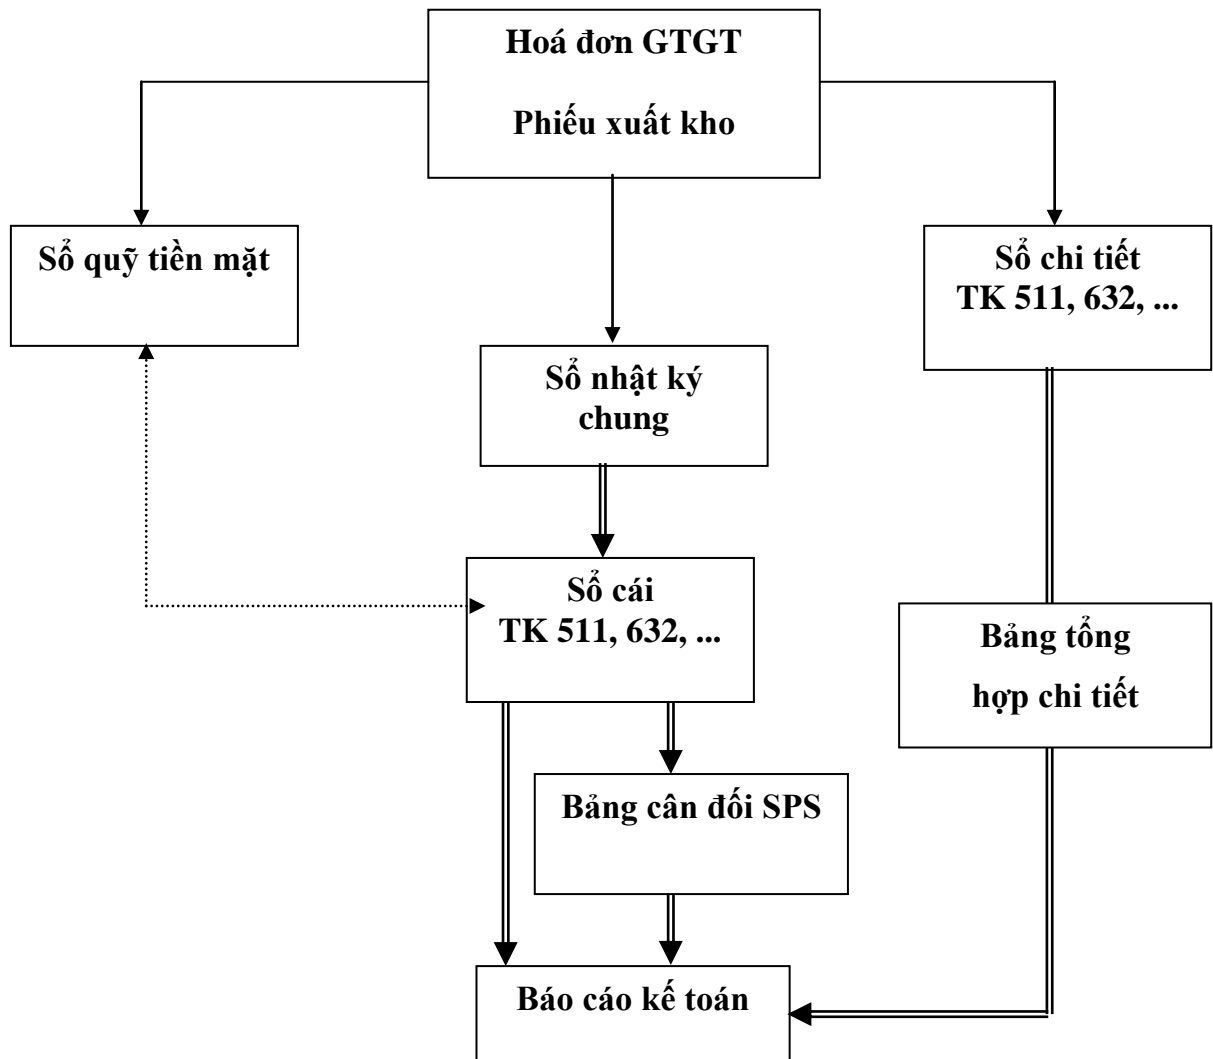 Hoá đơn GTGT
Phiếu xuất kho
Sổ quỹ tiền mặt
Sổ chi tiết
TK 511, 632, ...
Sổ nhật ký
chung
Sổ cái
TK 511, 632, ...
Bảng tổng
hợp chi tiết
Bảng cân đối SPS
Báo cáo kế toán